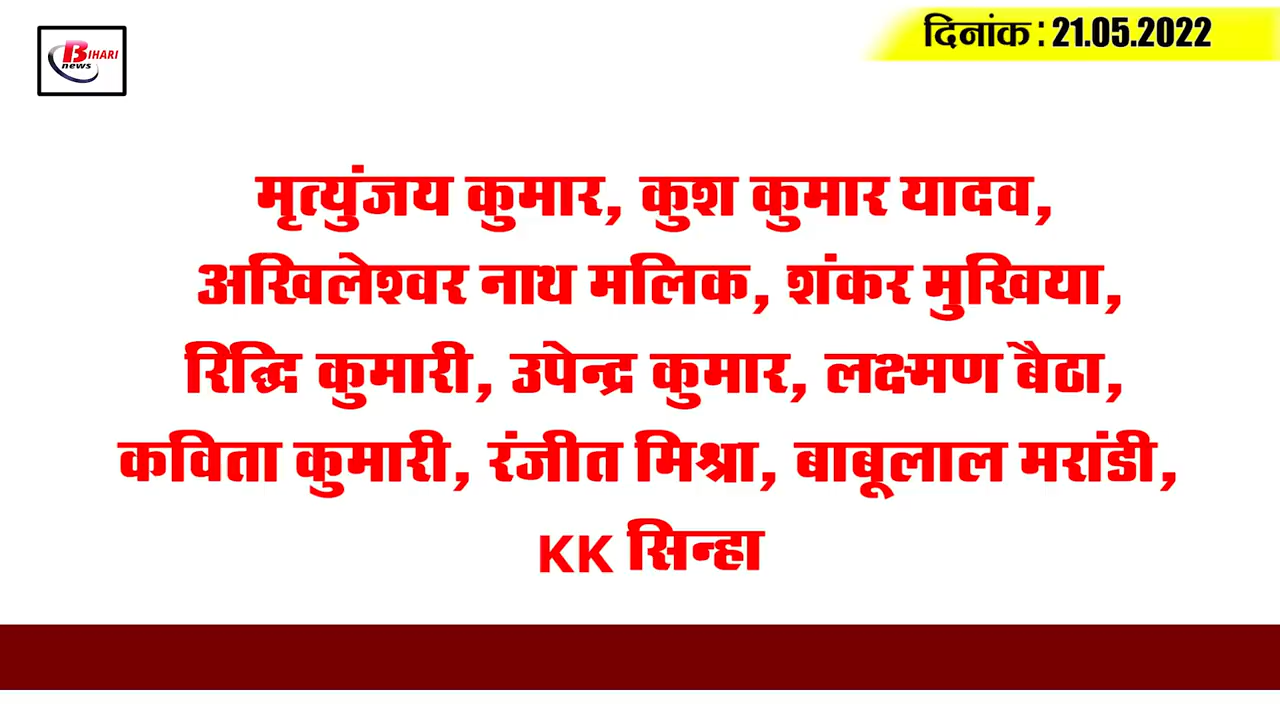 BIHARI
news
दिनांक : 21.05.2022
मृत्युंजय कुमार, कुश कुमार यादव,
अखिलेश्वर नाथ मलिक, शंकर मुखिया,
रिद्धि कुमारी, उपेन्द्र कुमार, लक्ष्मण बैठा,
कविता कुमारी, रंजीत मिश्रा, बाबूलाल मरांडी,
KK सिन्हा